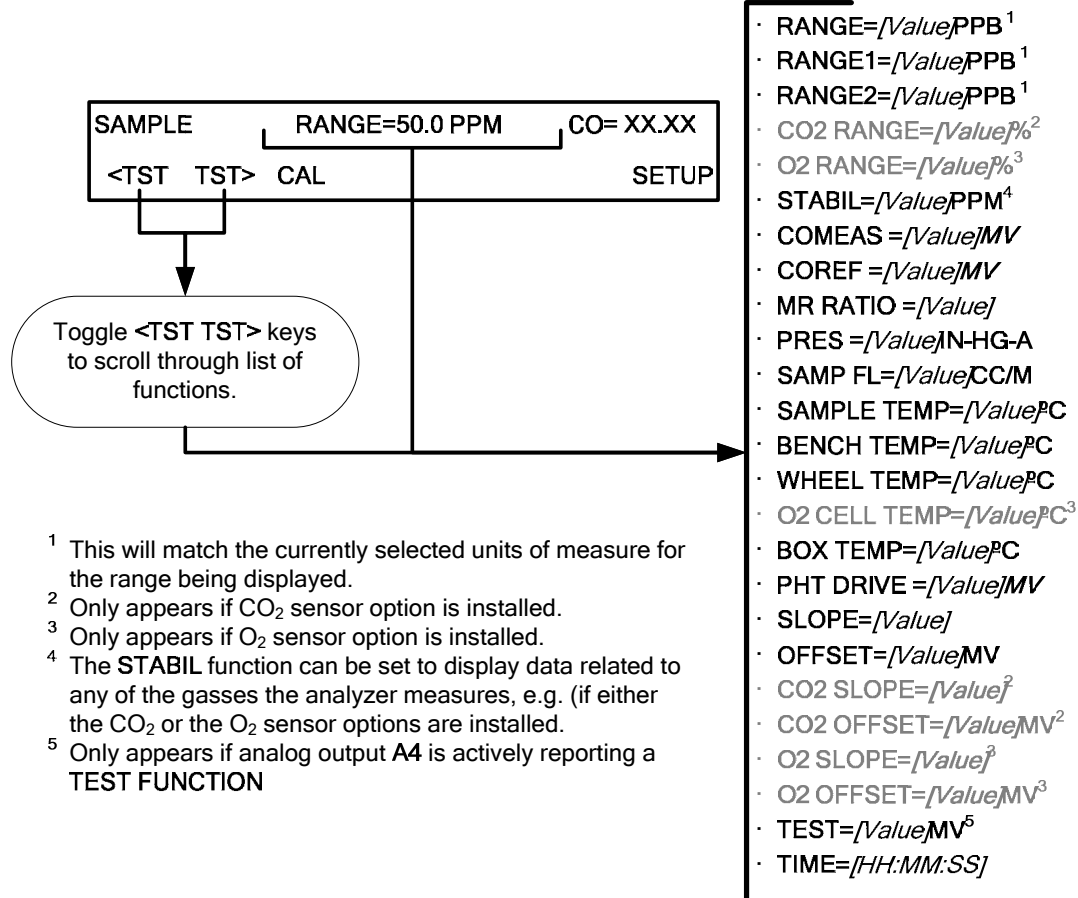 SAMPLE RANGE=50.0 PPM CO= XX.XX
<TST TST> CAL SETUP
Toggle <TST TST> keys
to scroll through list of
functions.
1 This will match the currently selected units of measure for
the range being displayed.
2 Only appears if CO2 sensor option is installed.
3 Only appears if O2 sensor option is installed.
4 The STABIL function can be set to display data related to
any of the gasses the analyzer measures, e.g. (if either
the CO2 or the O2 sensor options are installed.
5 Only appears if analog output A4 is actively reporting a
TEST FUNCTION
· RANGE=[Value]PPB1
· RANGE1=[Value]PPB1
· RANGE2=[Value]PPB1
· CO2 RANGE=[Value]%2
· O2 RANGE=[Value]%3
· STABIL=[Value]PPM4
· COMEAS =[Value]MV
· COREF =[Value]MV
· MR RATIO =[Value]
· PRES =[Value]IN-HG-A
· SAMP FL=[Value]CC/M
· SAMPLE TEMP=[Value]ºC
· BENCH TEMP=[Value]ºC
· WHEEL TEMP=[Value]ºC
· O2 CELL TEMP=[Value]ºC3
· BOX TEMP=[Value]ºC
· PHT DRIVE =[Value]MV
· SLOPE=[Value]
· OFFSET=[Value]MV
· CO2 SLOPE=[Value]2
· CO2 OFFSET=[Value]MV2
· O2 SLOPE=[Value]3
· O2 OFFSET=[Value]MV3
· TEST=[Value]MV5
· TIME=[HH:MM:SS]